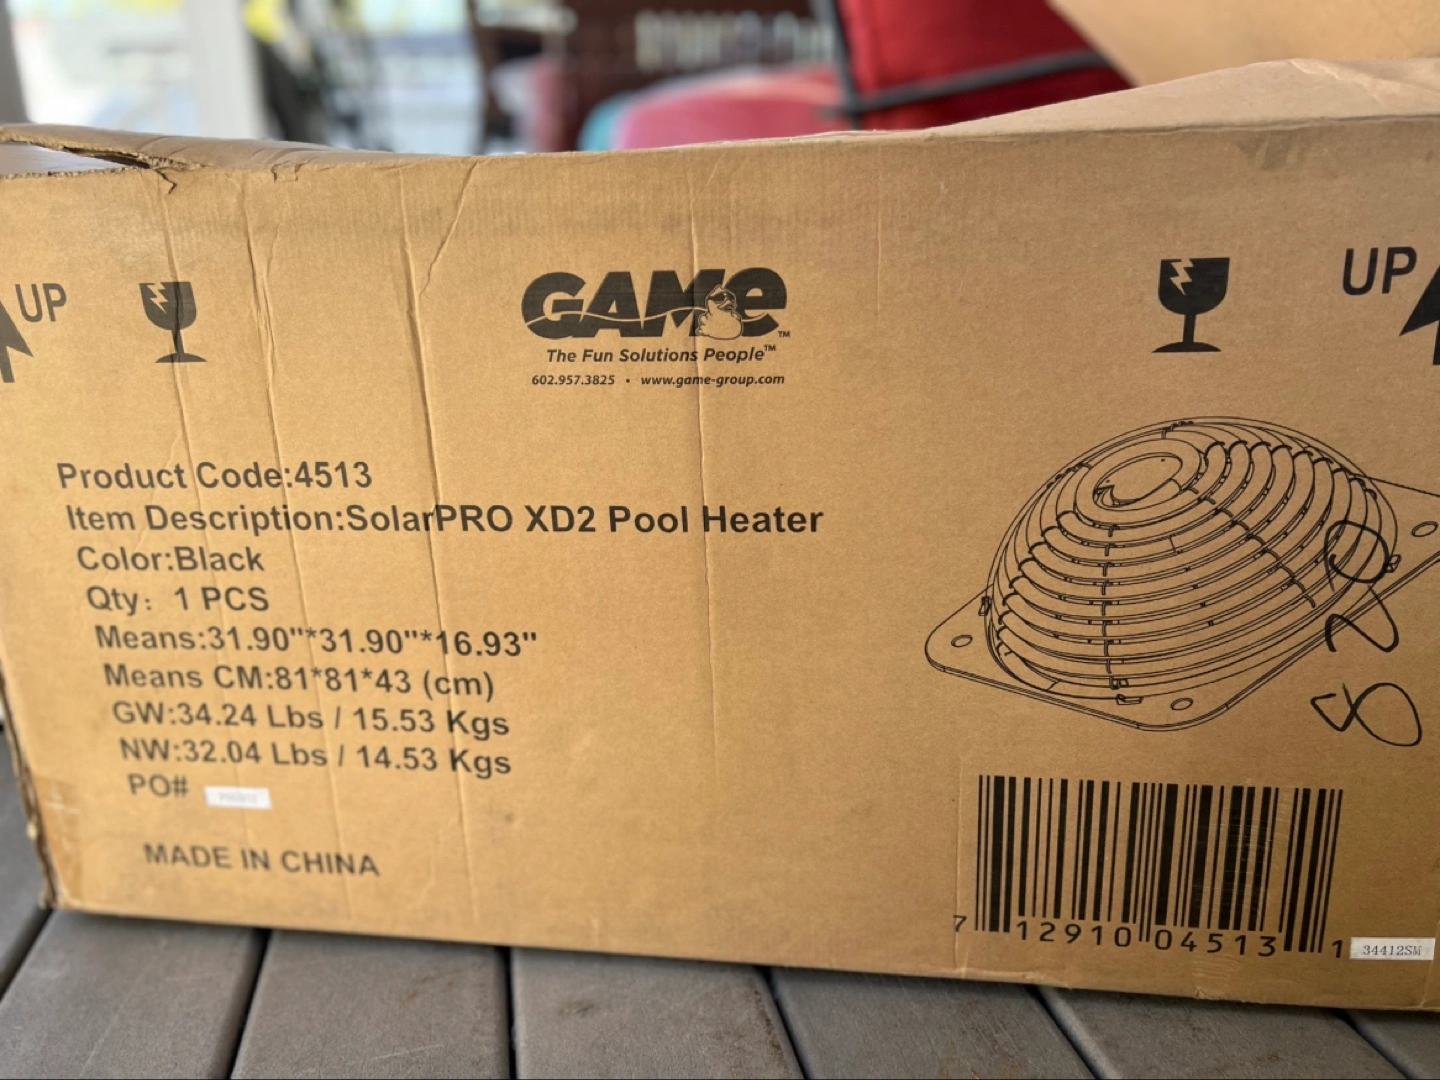 UP
UP
GAMe™
The Fun Solutions People™
602.957.3825 • www.game-group.com
Product Code:4513
Item Description:SolarPRO XD2 Pool Heater
Color:Black
Qty: 1 PCS
Means:31.90"*31.90"*16.93"
Means CM:81*81*43 (cm)
GW:34.24 Lbs / 15.53 Kgs
NW:32.04 Lbs / 14.53 Kgs
PO#
MADE IN CHINA
7 12910 04513 1
34412SM